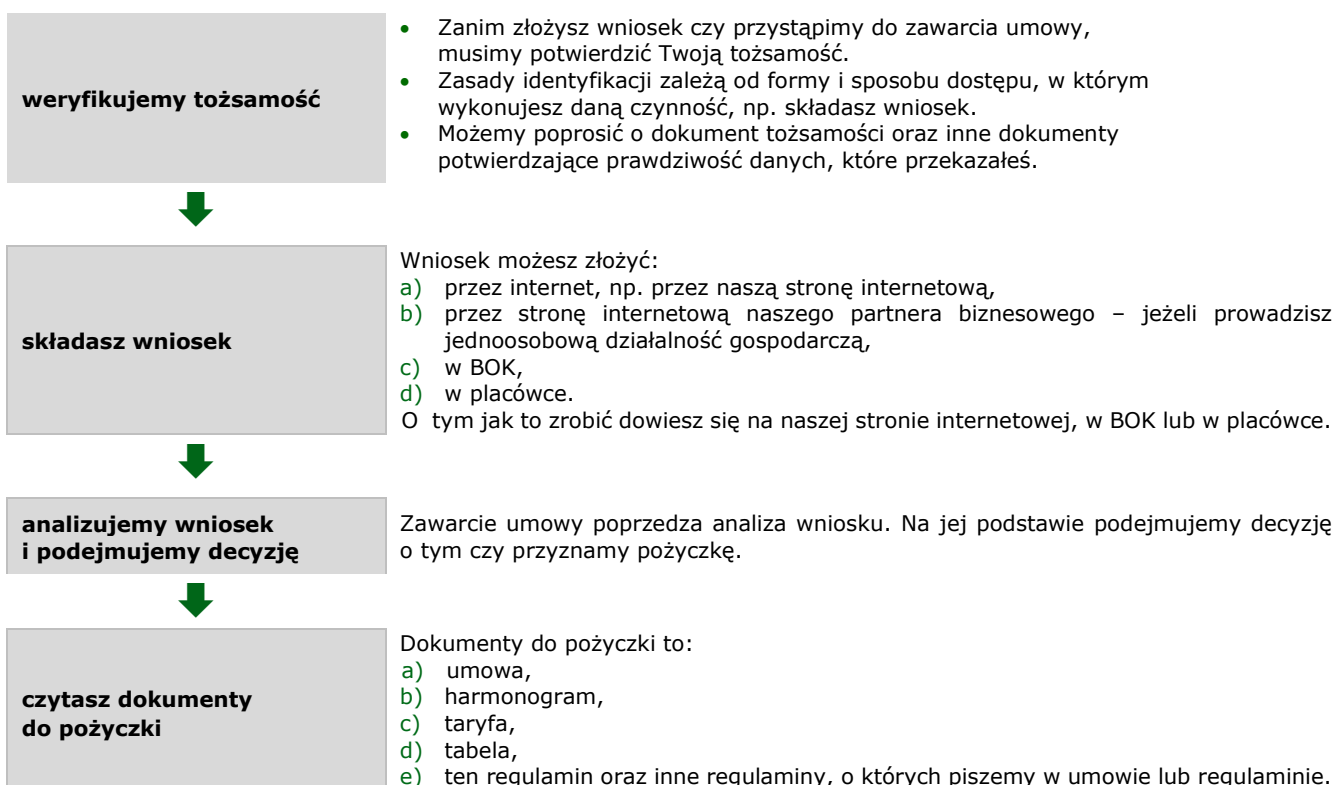 weryfikujemy tożsamość
• Zanim złożysz wniosek czy przystąpimy do zawarcia umowy,
musimy potwierdzić Twoją tożsamość.
• Zasady identyfikacji zależą od formy i sposobu dostępu, w którym
wykonujesz daną czynność, np. składasz wniosek.
• Możemy poprosić o dokument tożsamości oraz inne dokumenty
potwierdzające prawdziwość danych, które przekazałeś.
składasz wniosek
Wniosek możesz złożyć:
a) przez internet, np. przez naszą stronę internetową,
b) przez stronę internetową naszego partnera biznesowego – jeżeli prowadzisz
jednoosobową działalność gospodarczą,
c) w BOK,
d) w placówce.
O tym jak to zrobić dowiesz się na naszej stronie internetowej, w BOK lub w placówce.
analizujemy wniosek
i podejmujemy decyzję
Zawarcie umowy poprzedza analiza wniosku. Na jej podstawie podejmujemy decyzję
o tym czy przyznamy pożyczkę.
czytasz dokumenty
do pożyczki
Dokumenty do pożyczki to:
a) umowa,
b) harmonogram,
c) taryfa,
d) tabela,
e) ten regulamin oraz inne regulaminy, o których piszemy w umowie lub regulaminie.